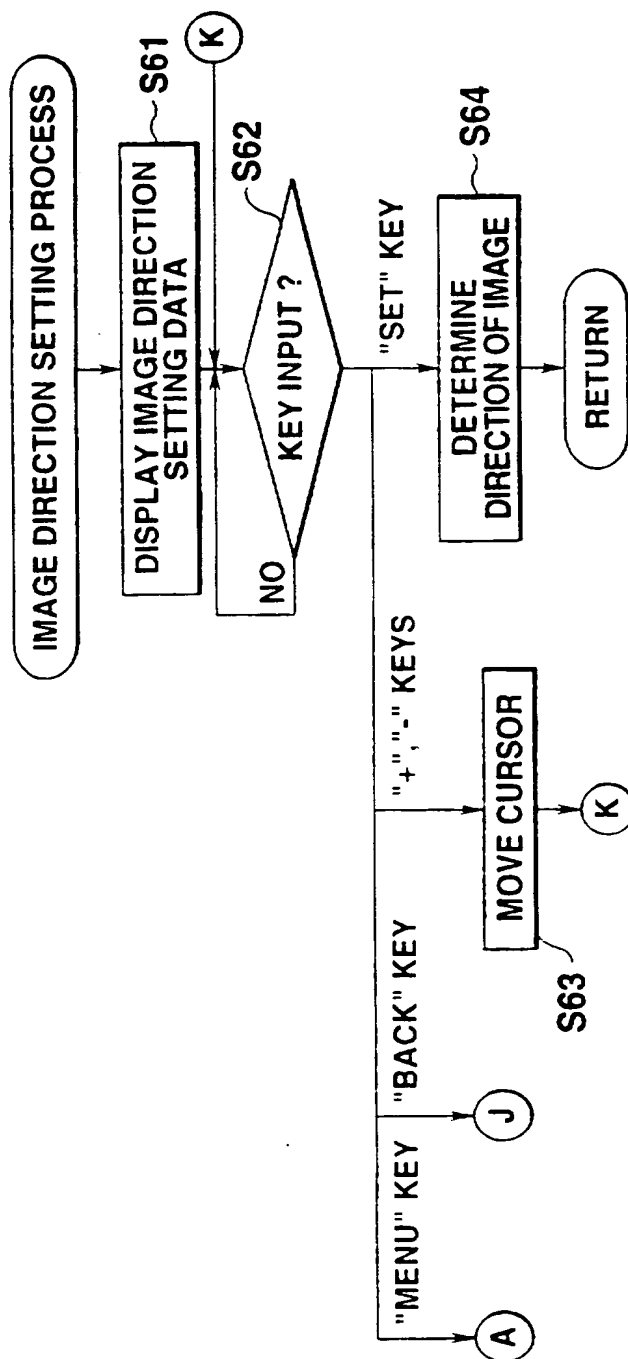 IMAGE DIRECTION SETTING PROCESS
DISPLAY IMAGE DIRECTION
SETTING DATA
S61
K
KEY INPUT ?
S62
NO
"MENU" KEY
"BACK" KEY
"+","-" KEYS
"SET" KEY
A
J
MOVE CURSOR
S63
K
DETERMINE
DIRECTION OF IMAGE
S64
RETURN